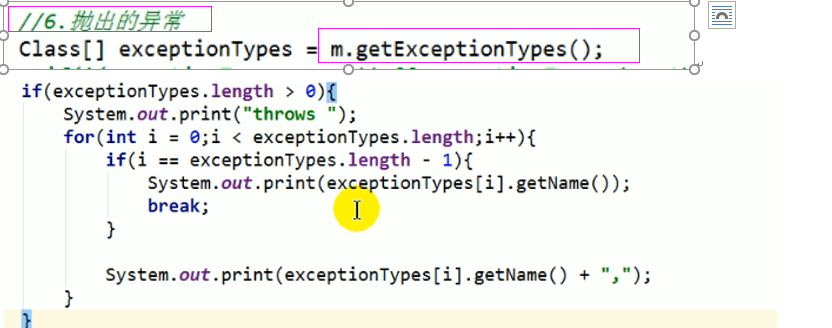 //6.抛出的异常
Class[] exceptionTypes = m.getExceptionTypes();
if(exceptionTypes.length > 0){
System.out.print("throws ");
for(int i = 0;i < exceptionTypes.length;i++){
if(i == exceptionTypes.length - 1){
System.out.print(exceptionTypes[i].getName());
break;
}
System.out.print(exceptionTypes[i].getName() + ",");
}
}